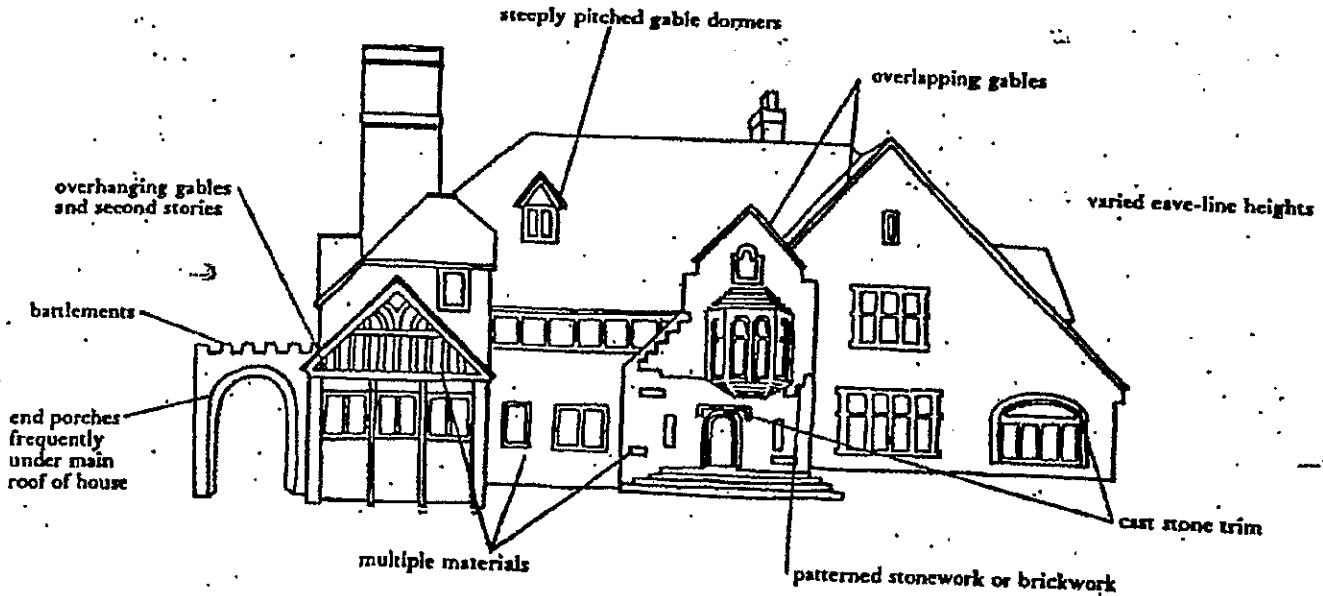 steeply pitched gable dormers
overlapping gables
overhanging gables
and second stories
varied eave-line heights
battlements
end porches
frequently
under main
roof of house
cast stone trim
multiple materials
patterned stonework or brickwork